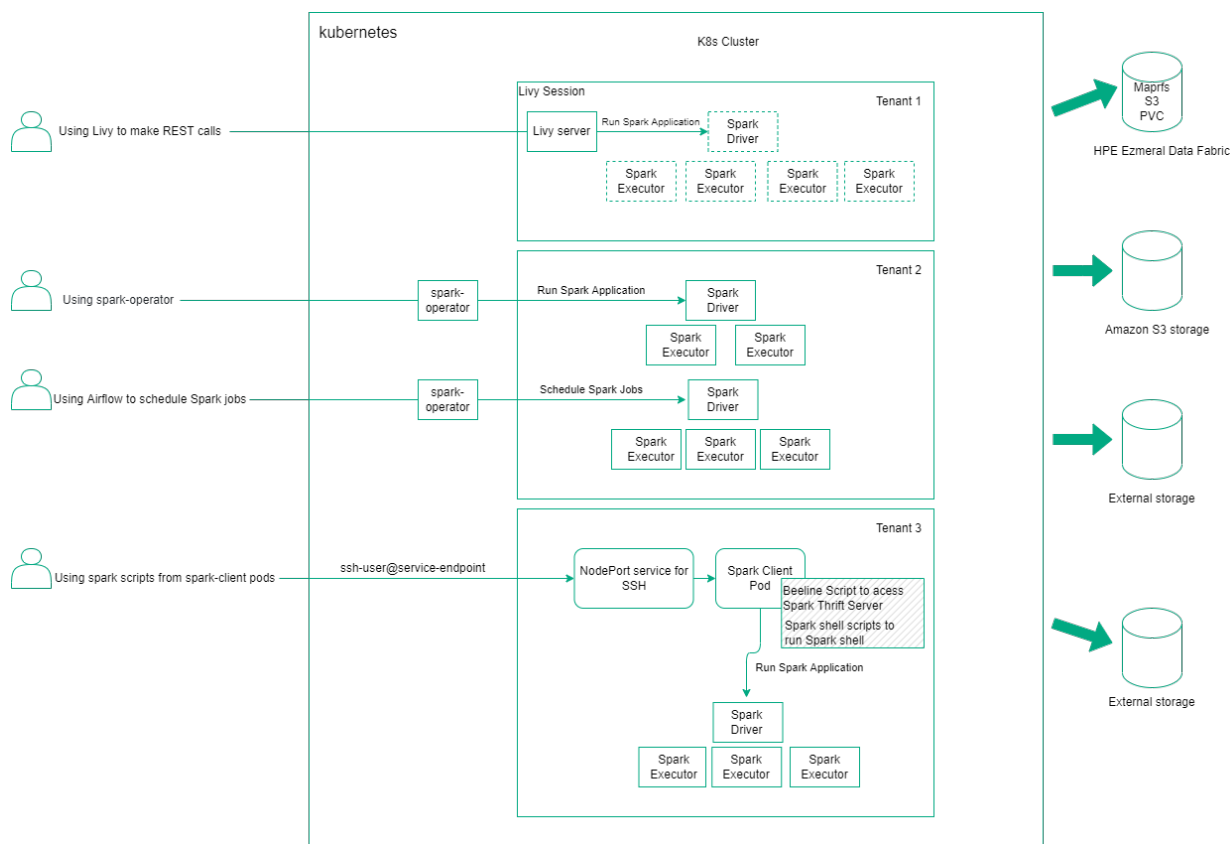 kubernetes
K8s Cluster
Livy Session
Tenant 1
Using Livy to make REST calls
Livy server
Run Spark Application
Spark
Driver
Spark
Executor
Spark
Executor
Spark
Executor
Spark
Executor
Maprfs
S3
PVC
HPE Ezmeral Data Fabric
Tenant 2
Using spark-operator
spark-
operator
Run Spark Application
Spark
Driver
Spark
Executor
Spark
Executor
Amazon S3 storage
Using Airflow to schedule Spark jobs
spark-
operator
Schedule Spark Jobs
Spark
Driver
Spark
Executor
Spark
Executor
Spark
Executor
External storage
Tenant 3
Using spark scripts from spark-client pods
ssh-user@service-endpoint
NodePort service for
SSH
Spark Client
Pod
Beeline Script to acess
Spark Thrift Server
Spark shell scripts to
run Spark shell
Run Spark Application
Spark
Driver
Spark
Executor
Spark
Executor
Spark
Executor
External storage